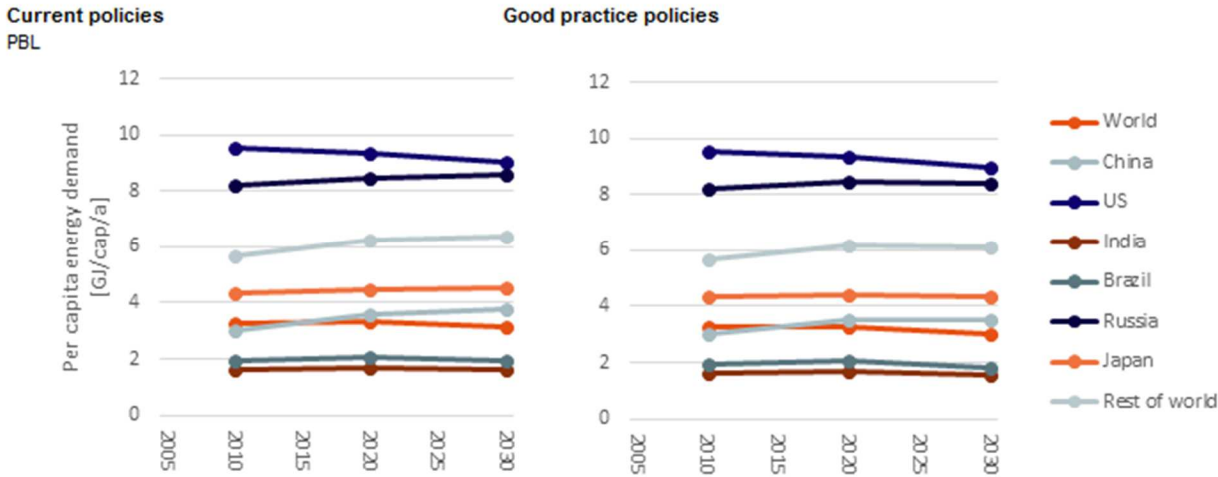 Current policies
Good practice policies
PBL
Per capita energy demand
[GJ/cap/a]
12
10
8
6
4
2
0
2005
2010
2015
2020
2025
2030
12
10
8
6
4
2
0
2005
2010
2015
2020
2025
2030
World
China
US
India
Brazil
Russia
Japan
Rest of world